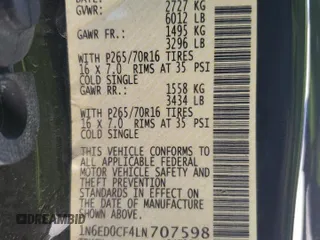 GVWR: 2727 KG
6012 LB
GAWR FR.: 1495 KG
3296 LB
WITH P265/70R16 TIRES
16 X 7.0 RIMS AT 35 PSI
COLD SINGLE
GAWR RR.: 1558 KG
3434 LB
WITH P265/70R16 TIRES
16 X 7.0 RIMS AT 35 PSI
COLD SINGLE
THIS VEHICLE CONFORMS TO
ALL APPLICABLE FEDERAL
MOTOR VEHICLE SAFETY
STANDARDS IN EFFECT ON THE
DATE OF MANUFACTURE
SHOWN ABOVE
1N6ED0CF4LN707598
DREAMBID